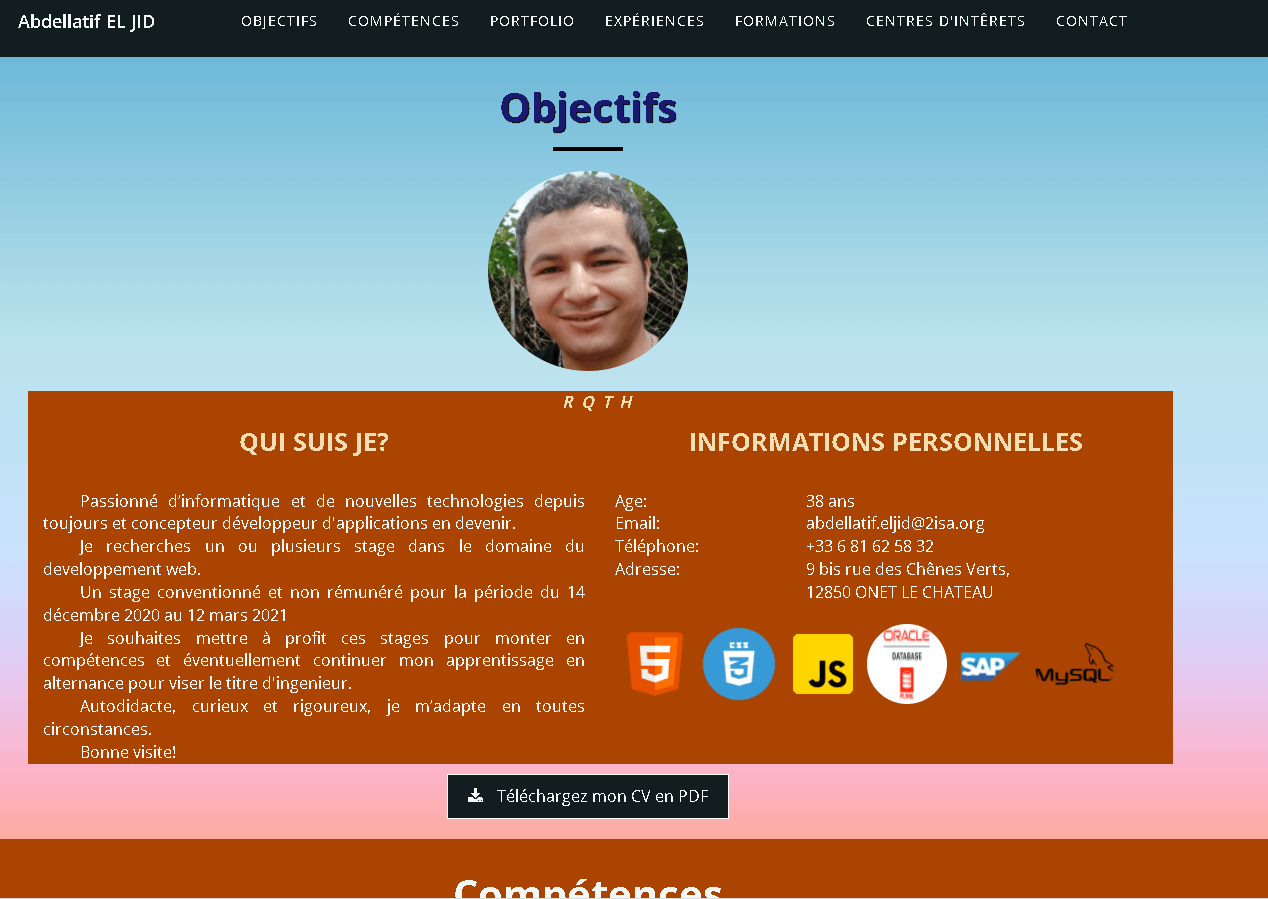 Abdellatif EL JID
OBJECTIFS COMPÉTENCES PORTFOLIO EXPÉRIENCES FORMATIONS CENTRES D'INTÊRETS CONTACT
Objectifs
R Q T H
QUI SUIS JE?
Passionné d’informatique et de nouvelles technologies depuis
toujours et concepteur développeur d'applications en devenir.
Je recherches un ou plusieurs stage dans le domaine du
developpement web.
Un stage conventionné et non rémunéré pour la période du 14
décembre 2020 au 12 mars 2021
Je souhaites mettre à profit ces stages pour monter en
compétences et éventuellement continuer mon apprentissage en
alternance pour viser le titre d'ingenieur.
Autodidacte, curieux et rigoureux, je m’adapte en toutes
circonstances.
Bonne visite!
INFORMATIONS PERSONNELLES
Age: 38 ans
Email: abdellatif.eljid@2isa.org
Téléphone: +33 6 81 62 58 32
Adresse: 9 bis rue des Chênes Verts,
12850 ONET LE CHATEAU
5
CSS
3
JS
ORACLE
DATABASE
SAP
MySQL
Téléchargez mon CV en PDF
Compétences